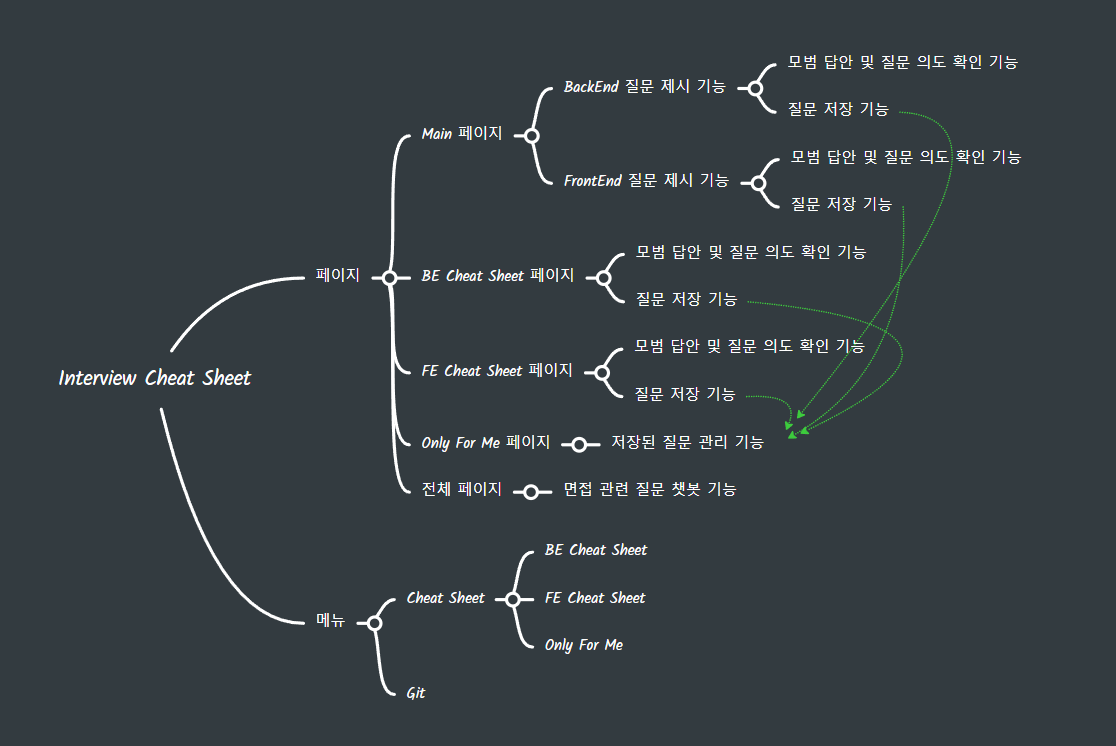 Interview Cheat Sheet
페이지
Main 페이지
BackEnd 질문 제시 기능
모범 답안 및 질문 의도 확인 기능
질문 저장 기능
FrontEnd 질문 제시 기능
모범 답안 및 질문 의도 확인 기능
질문 저장 기능
BE Cheat Sheet 페이지
모범 답안 및 질문 의도 확인 기능
질문 저장 기능
FE Cheat Sheet 페이지
모범 답안 및 질문 의도 확인 기능
질문 저장 기능
Only For Me 페이지
저장된 질문 관리 기능
전체 페이지
면접 관련 질문 챗봇 기능
메뉴
Cheat Sheet
BE Cheat Sheet
FE Cheat Sheet
Only For Me
Git